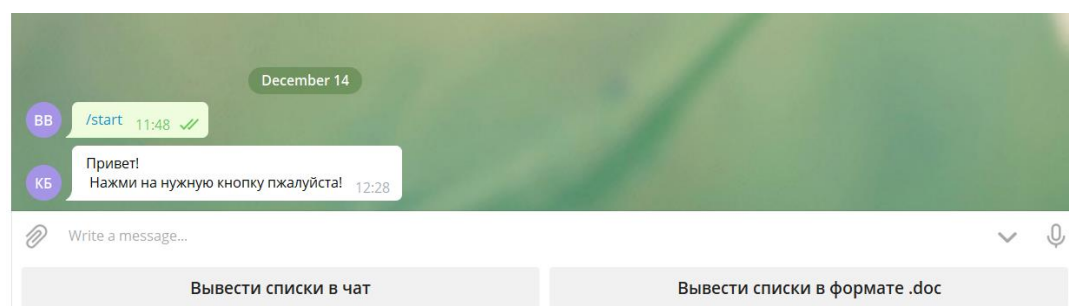 December 14
BB
/start 11:48
Привет!
Нажми на нужную кнопку пжалуйста! 12:28
КБ
Write a message...
Вывести списки в чат
Вывести списки в формате .doc